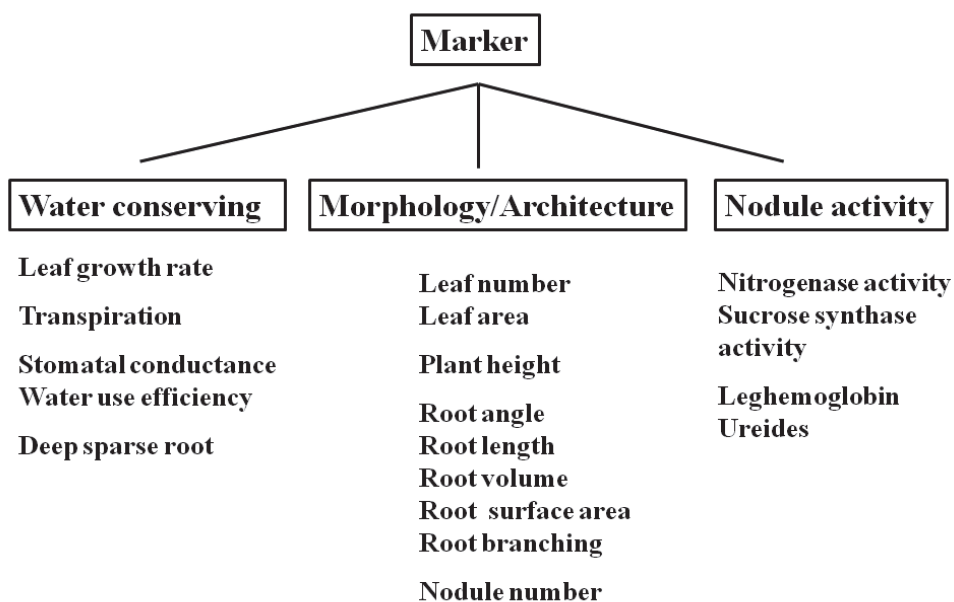 Marker
Water conserving
Leaf growth rate
Transpiration
Stomatal conductance
Water use efficiency
Deep sparse root
Morphology/Architecture
Leaf number
Leaf area
Plant height
Root angle
Root length
Root volume
Root surface area
Root branching
Nodule number
Nodule activity
Nitrogenase activity
Sucrose synthase
activity
Leghemoglobin
Ureides